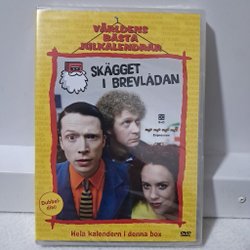 VÄRLDENS
BÄSTA
JULKALENDRAR
SKÄGGET
I BREVLÅDAN
Dubbel-
disc
Hela kalendern i denna box
DVD